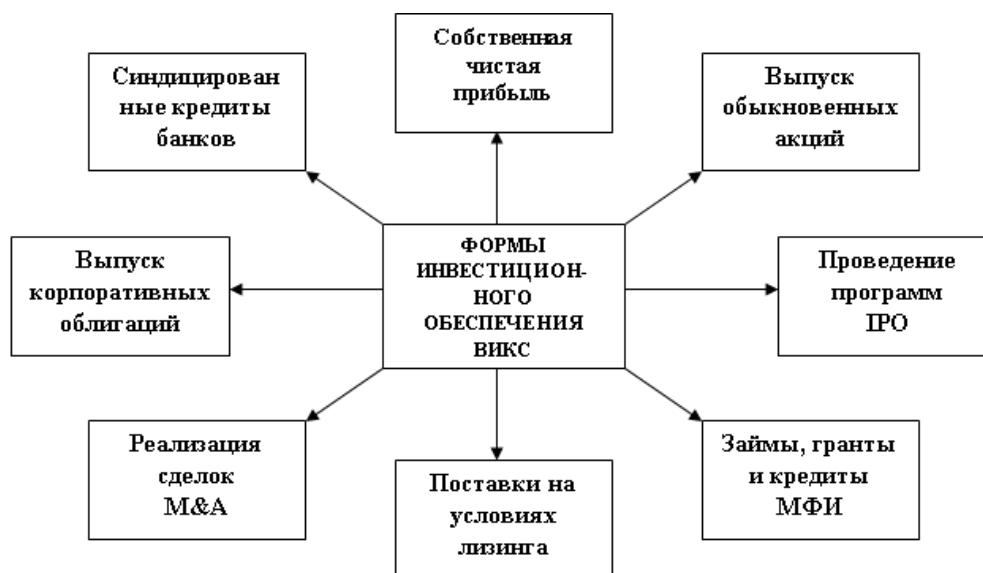 Собственная
чистая
прибыль
Синдицирован
ные кредиты
банков
Выпуск
обыкновенных
акций
ФОРМЫ
ИНВЕСТИЦИОН-
НОГО
ОБЕСПЕЧЕНИЯ
ВИКС
Выпуск
корпоративных
облигаций
Проведение
программ
IPO
Реализация
сделок
M&A
Поставки на
условиях
лизинга
Займы, гранты
и кредиты
МФИ